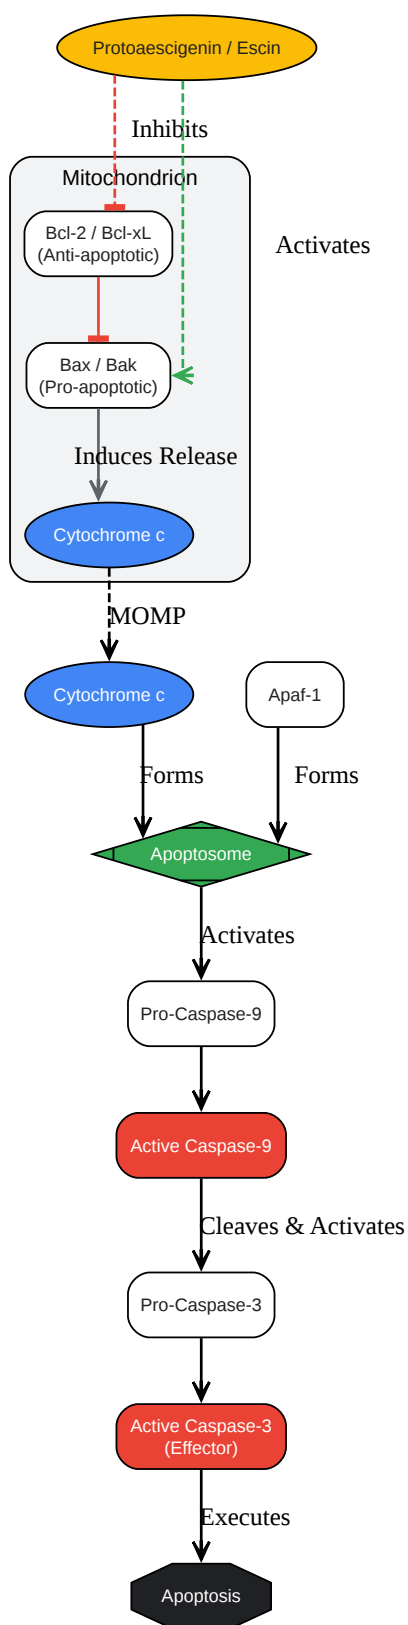 Protoaescigenin / Escin
Inhibits
Mitochondrion
Bcl-2 / Bcl-xL
(Anti-apoptotic)
Activates
Bax / Bak
(Pro-apoptotic)
Induces Release
Cytochrome c
MOMP
Cytochrome c
Apaf-1
Forms
Forms
Apoptosome
Activates
Pro-Caspase-9
Active Caspase-9
Cleaves & Activates
Pro-Caspase-3
Active Caspase-3
(Effector)
Executes
Apoptosis